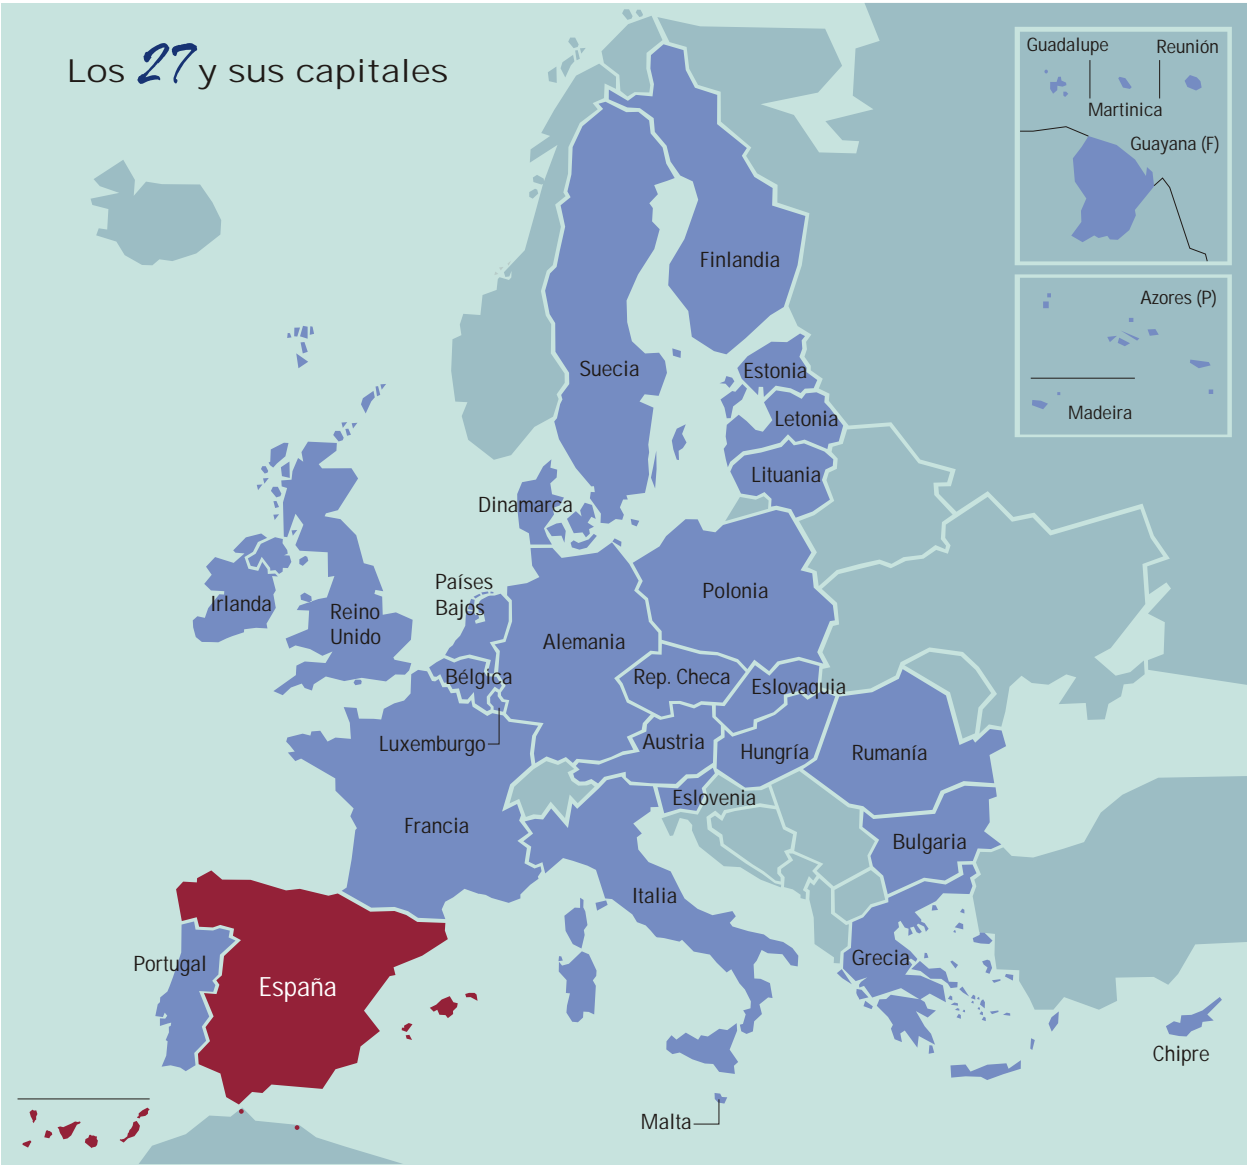 Los 27 y sus capitales
Guadalupe
Reunión
Martinica
Guayana (F)
Finlandia
Azores (P)
Suecia
Estonia
Letonia
Madeira
Lituania
Dinamarca
Países
Bajos
Polonia
Irlanda
Reino
Unido
Alemania
Bélgica
Rep. Checa
Eslovaquia
Luxemburgo
Austria
Hungría
Rumanía
Eslovenia
Francia
Bulgaria
Italia
Portugal
España
Grecia
Chipre
Malta